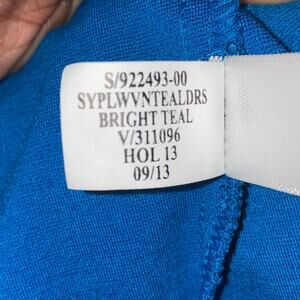 S/922493-00
SYPLWVNTEALDRS
BRIGHT TEAL
V/311096
HOL 13
09/13